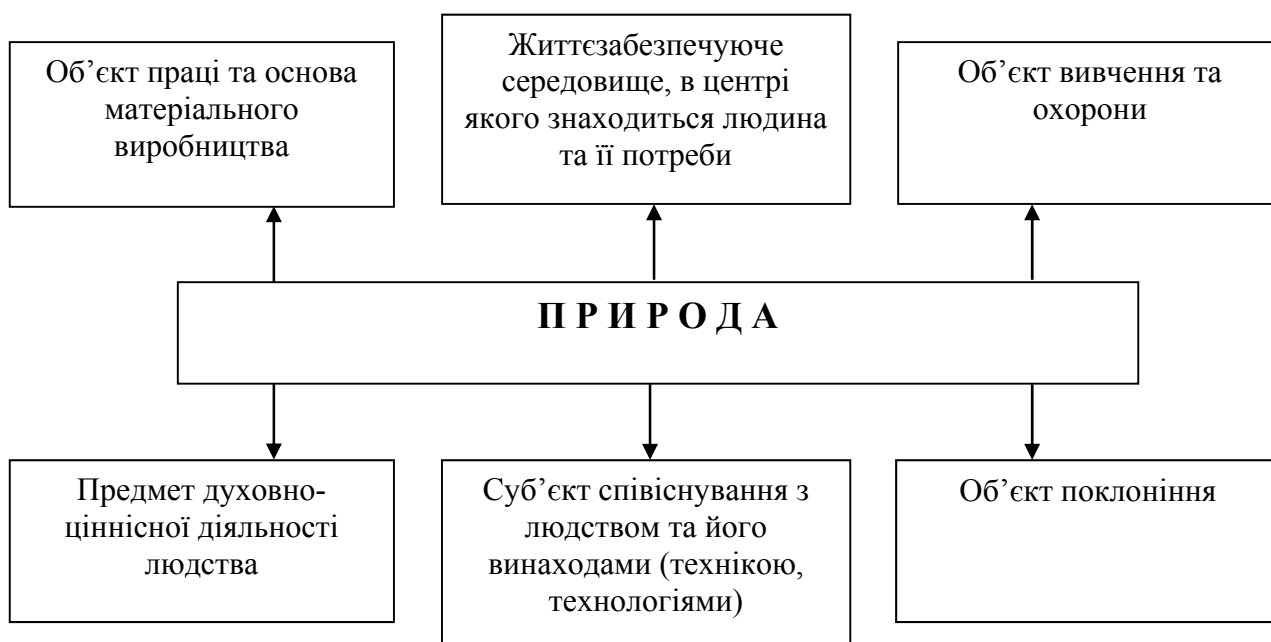 Об’єкт праці та основа
матеріального
виробництва
Життєзабезпечуюче
середовище, в центрі
якого знаходиться людина
та її потреби
Об’єкт вивчення та
охорони
П Р И Р О Д А
Предмет духовно-
ціннісної діяльності
людства
Суб’єкт співіснування з
людством та його
винаходами (технікою,
технологіями)
Об’єкт поклоніння